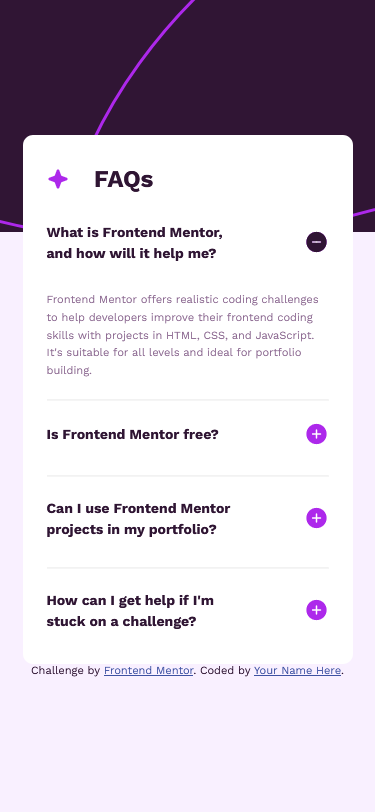 FAQs
What is Frontend Mentor,
and how will it help me?
Frontend Mentor offers realistic coding challenges
to help developers improve their frontend coding
skills with projects in HTML, CSS, and JavaScript.
It's suitable for all levels and ideal for portfolio
building.
Is Frontend Mentor free?
Can I use Frontend Mentor
projects in my portfolio?
How can I get help if I'm
stuck on a challenge?
Challenge by Frontend Mentor. Coded by Your Name Here.